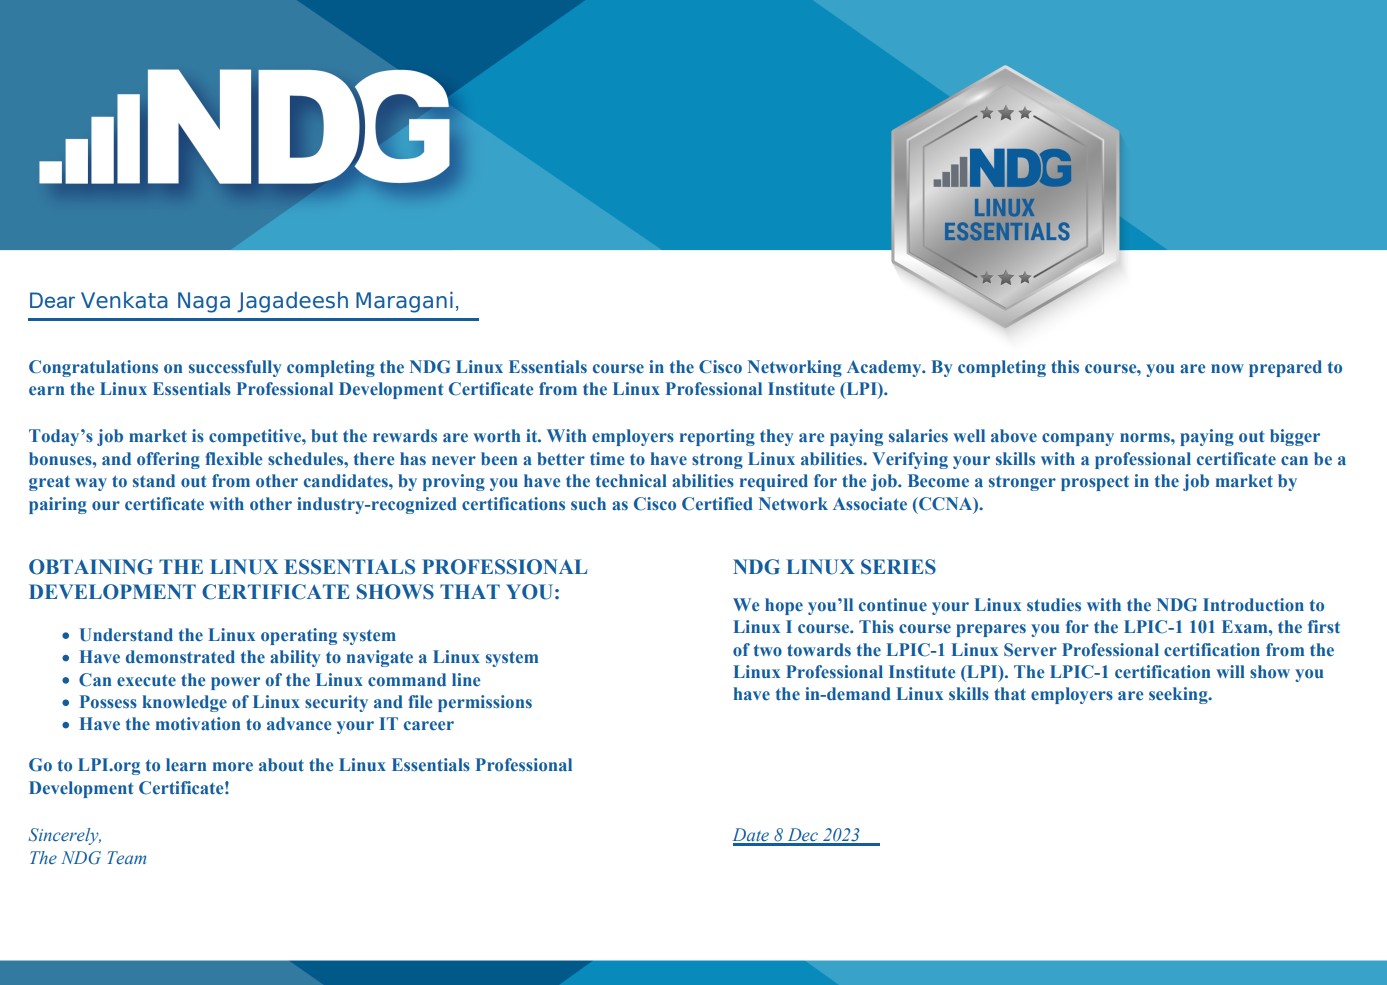 NDG
NDG
LINUX
ESSENTIALS
Dear Venkata Naga Jagadeesh Maragani,
Congratulations on successfully completing the NDG Linux Essentials course in the Cisco Networking Academy. By completing this course, you are now prepared to
earn the Linux Essentials Professional Development Certificate from the Linux Professional Institute (LPI).
Today’s job market is competitive, but the rewards are worth it. With employers reporting they are paying salaries well above company norms, paying out bigger
bonuses, and offering flexible schedules, there has never been a better time to have strong Linux abilities. Verifying your skills with a professional certificate can be a
great way to stand out from other candidates, by proving you have the technical abilities required for the job. Become a stronger prospect in the job market by
pairing our certificate with other industry-recognized certifications such as Cisco Certified Network Associate (CCNA).
OBTAINING THE LINUX ESSENTIALS PROFESSIONAL
DEVELOPMENT CERTIFICATE SHOWS THAT YOU:
• Understand the Linux operating system
• Have demonstrated the ability to navigate a Linux system
• Can execute the power of the Linux command line
• Possess knowledge of Linux security and file permissions
• Have the motivation to advance your IT career
Go to LPI.org to learn more about the Linux Essentials Professional
Development Certificate!
Sincerely,
The NDG Team
NDG LINUX SERIES
We hope you’ll continue your Linux studies with the NDG Introduction to
Linux I course. This course prepares you for the LPIC-1 101 Exam, the first
of two towards the LPIC-1 Linux Server Professional certification from the
Linux Professional Institute (LPI). The LPIC-1 certification will show you
have the in-demand Linux skills that employers are seeking.
Date 8 Dec 2023